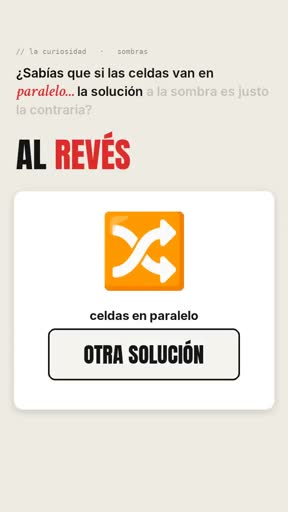 // la curiosidad · sombras
¿Sabías que si las celdas van en
paralelo... la solución a la sombra es justo
la contraria?
AL REVÉS
celdas en paralelo
OTRA SOLUCIÓN